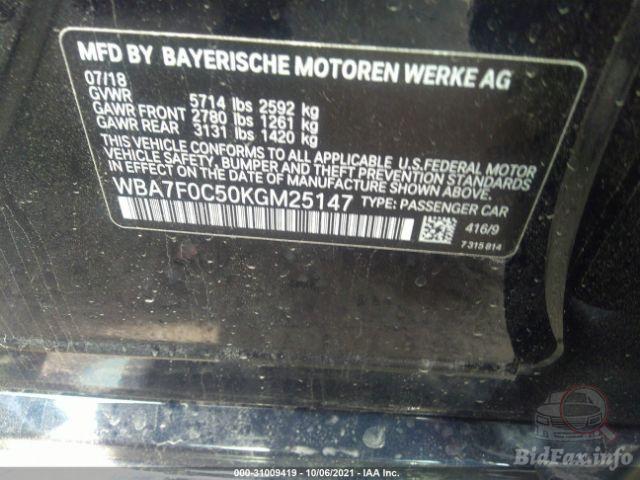 MFD BY BAYERISCHE MOTOREN WERKE AG
07/18
GVWR 5714 lbs 2592 kg
GAWR FRONT 2780 lbs 1261 kg
GAWR REAR 3131 lbs 1420 kg
THIS VEHICLE CONFORMS TO ALL APPLICABLE U.S.FEDERAL MOTOR
VEHICLE SAFETY, BUMPER AND THEFT PREVENTION STANDARDS
IN EFFECT ON THE DATE OF MANUFACTURE SHOWN ABOVE.
WBA7F0C50KGM25147 TYPE: PASSENGER CAR
416/9
7 315 814
000-31009419 - 10/06/2021 - IAA Inc.
BidFax.info